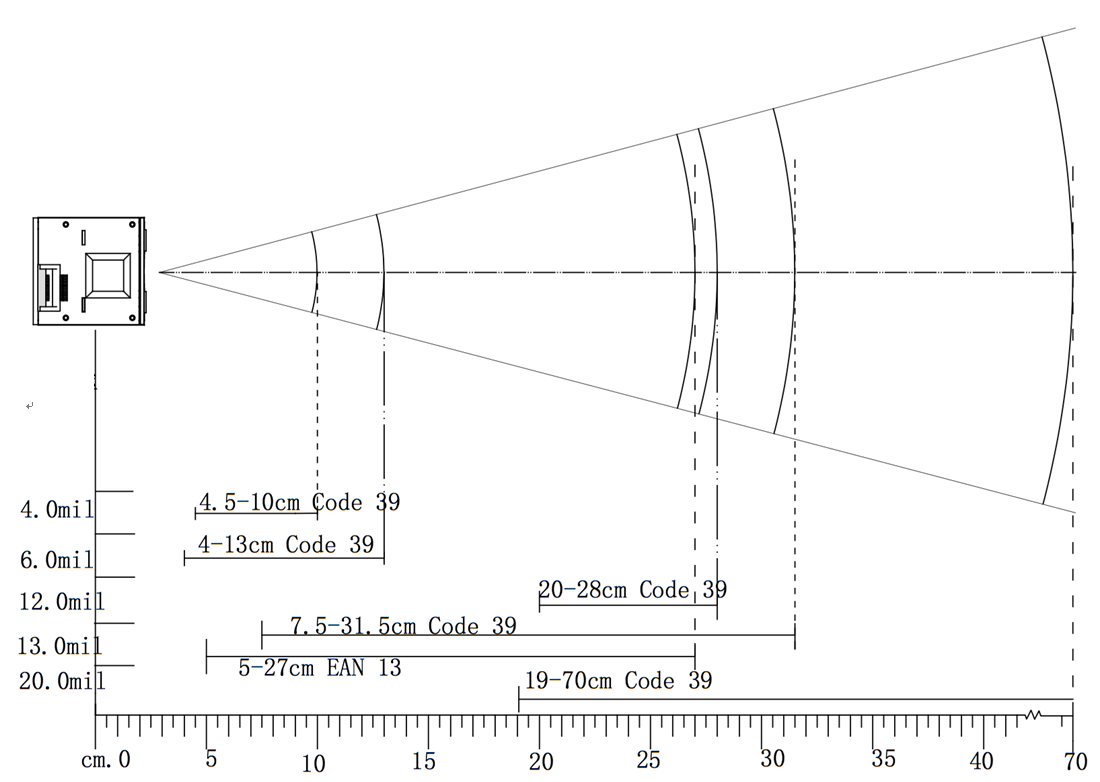 4.0mil
4.5-10cm Code 39
6.0mil
4-13cm Code 39
12.0mil
20-28cm Code 39
7.5-31.5cm Code 39
13.0mil
5-27cm EAN 13
20.0mil
19-70cm Code 39
cm.0 5 10 15 20 25 30 35 40 70